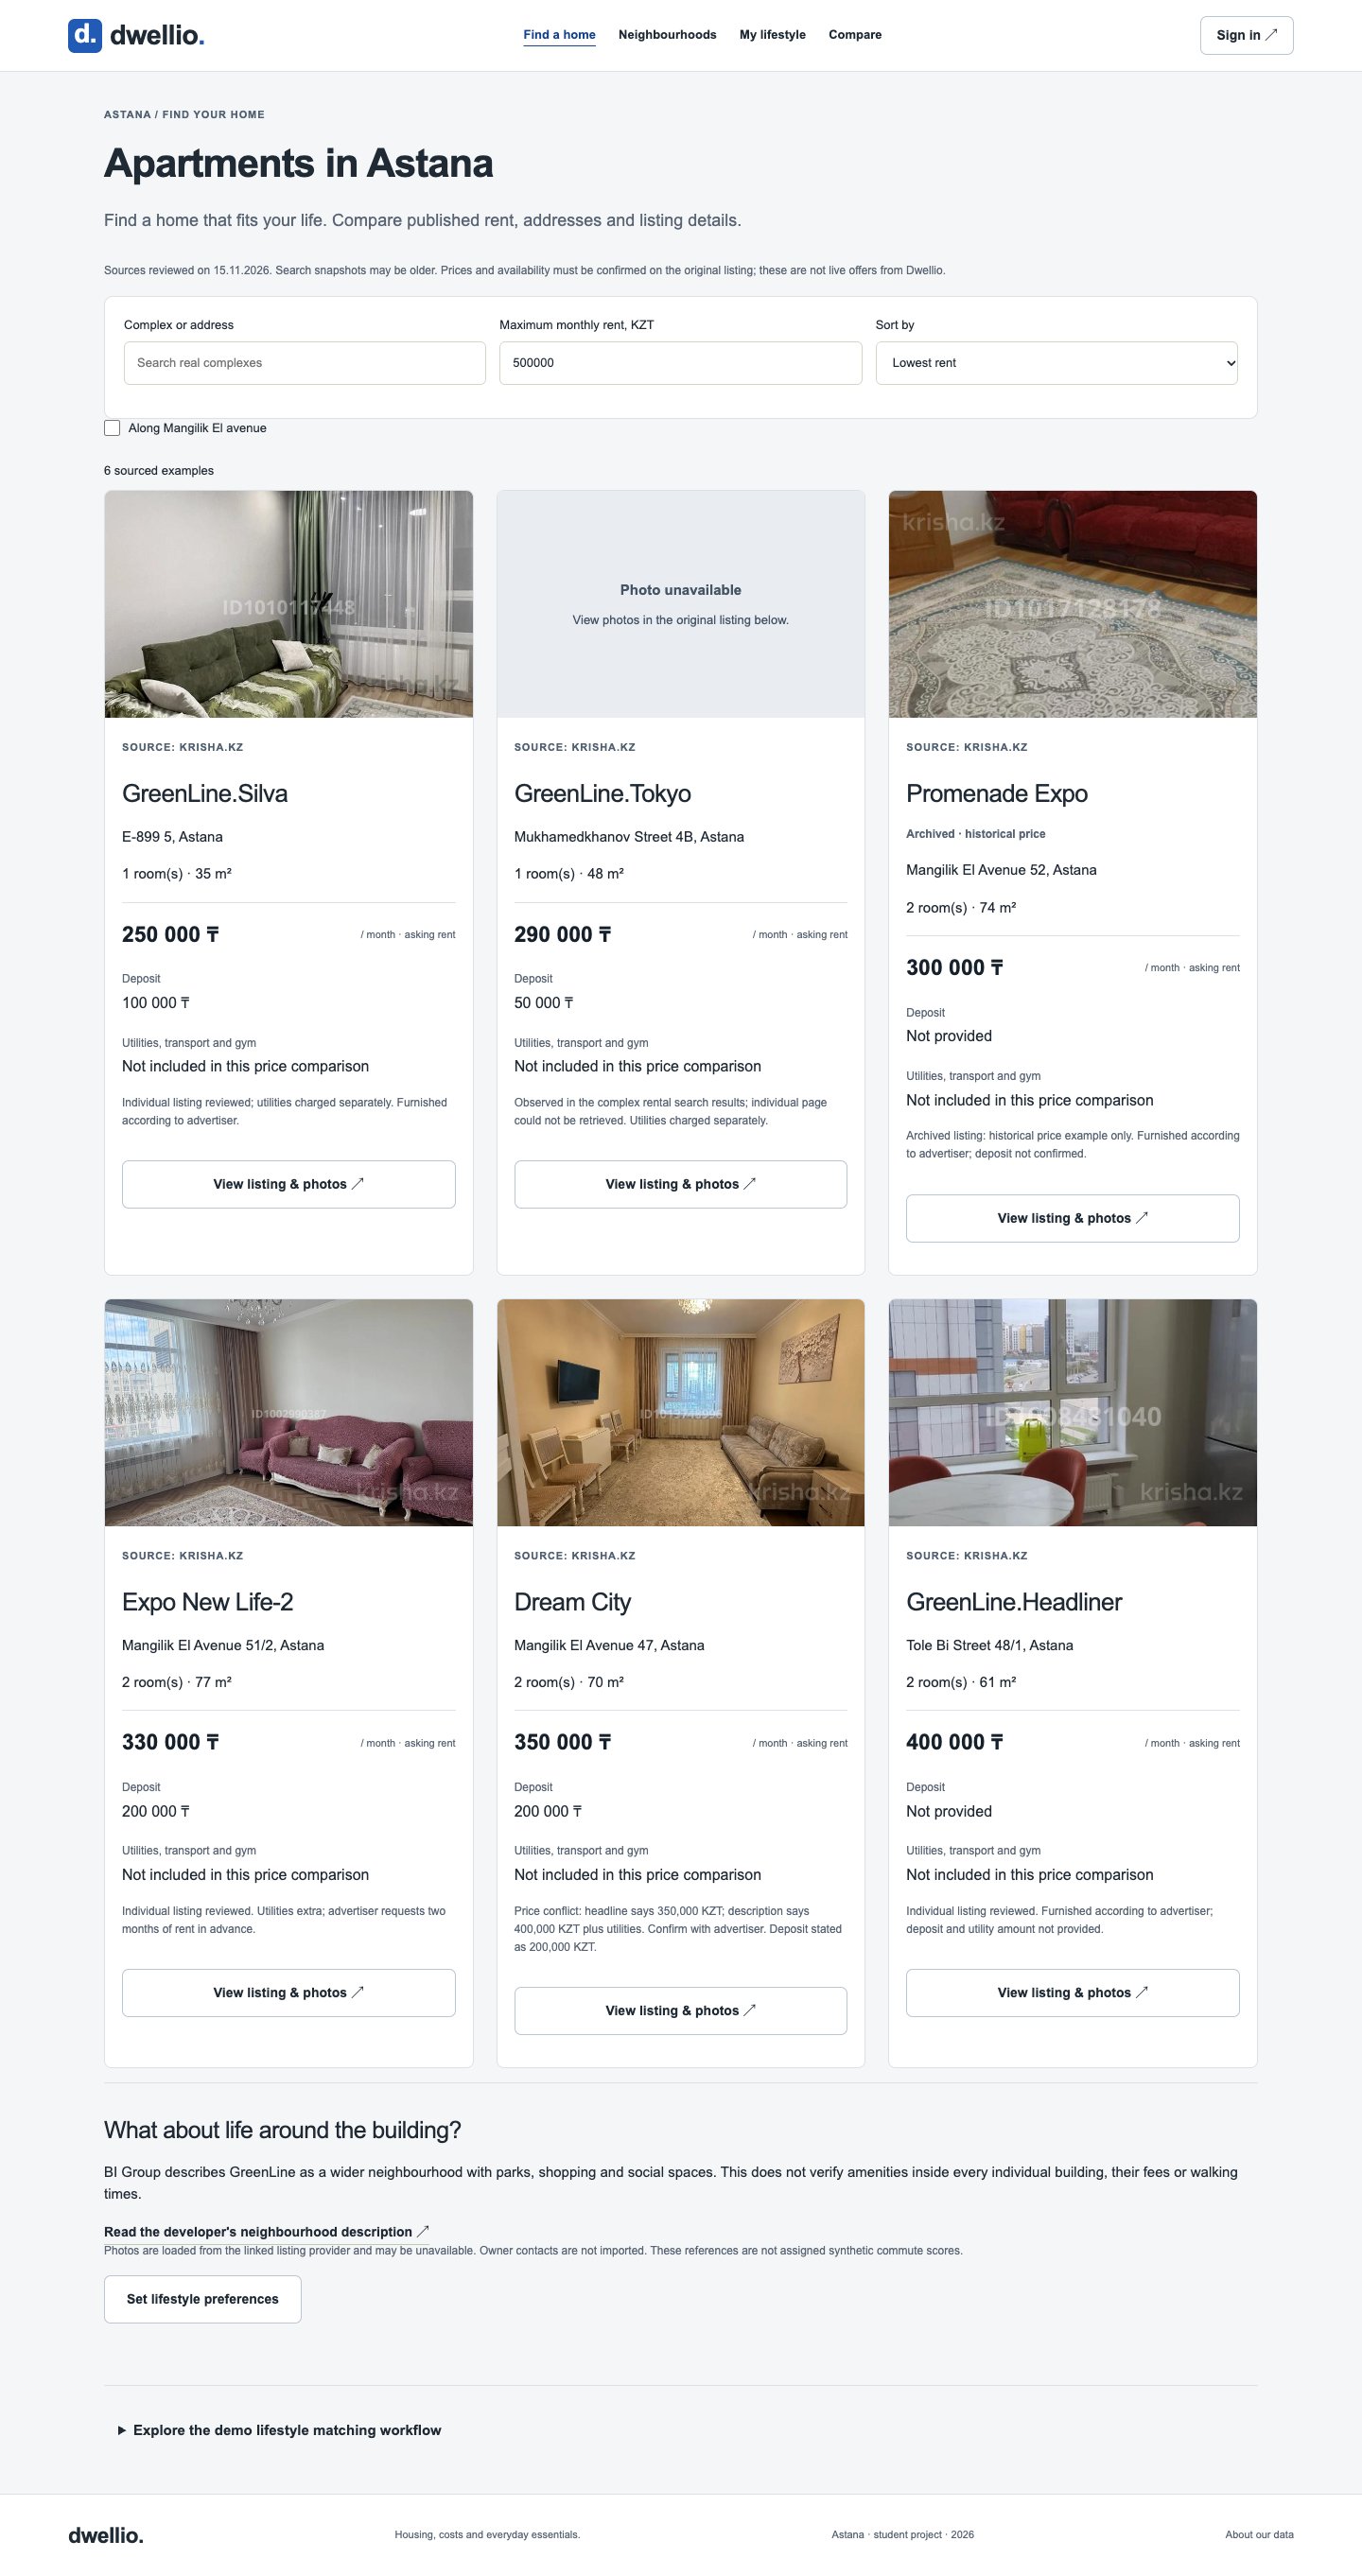 d. dwellio.
Find a home
Neighbourhoods
My lifestyle
Compare
Sign in ↗
ASTANA / FIND YOUR HOME
Apartments in Astana
Find a home that fits your life. Compare published rent, addresses and listing details.
Sources reviewed on 15.11.2026. Search snapshots may be older. Prices and availability must be confirmed on the original listing; these are not live offers from Dwellio.
Complex or address
Maximum monthly rent, KZT
Sort by
Search real complexes
500000
Lowest rent
Along Mangilik El avenue
6 sourced examples
ID1010117448
SOURCE: KRISHA.KZ
GreenLine.Silva
E-899 5, Astana
1 room(s) · 35 m²
250 000 ₸
/ month · asking rent
Deposit
100 000 ₸
Utilities, transport and gym
Not included in this price comparison
Individual listing reviewed; utilities charged separately. Furnished
according to advertiser.
View listing & photos ↗
Photo unavailable
View photos in the original listing below.
SOURCE: KRISHA.KZ
GreenLine.Tokyo
Mukhamedkhanov Street 4B, Astana
1 room(s) · 48 m²
290 000 ₸
/ month · asking rent
Deposit
50 000 ₸
Utilities, transport and gym
Not included in this price comparison
Observed in the complex rental search results; individual page
could not be retrieved. Utilities charged separately.
View listing & photos ↗
krisha.kz
ID1017128178
SOURCE: KRISHA.KZ
Promenade Expo
Archived · historical price
Mangilik El Avenue 52, Astana
2 room(s) · 74 m²
300 000 ₸
/ month · asking rent
Deposit
Not provided
Utilities, transport and gym
Not included in this price comparison
Archived listing: historical price example only. Furnished according
to advertiser; deposit not confirmed.
View listing & photos ↗
ID1002990387
krisha.kz
SOURCE: KRISHA.KZ
Expo New Life-2
Mangilik El Avenue 51/2, Astana
2 room(s) · 77 m²
330 000 ₸
/ month · asking rent
Deposit
200 000 ₸
Utilities, transport and gym
Not included in this price comparison
Individual listing reviewed. Utilities extra; advertiser requests two
months of rent in advance.
View listing & photos ↗
krisha.kz
SOURCE: KRISHA.KZ
Dream City
Mangilik El Avenue 47, Astana
2 room(s) · 70 m²
350 000 ₸
/ month · asking rent
Deposit
200 000 ₸
Utilities, transport and gym
Not included in this price comparison
Price conflict: headline says 350,000 KZT; description says
400,000 KZT plus utilities. Confirm with advertiser. Deposit stated
as 200,000 KZT.
View listing & photos ↗
krisha.kz
SOURCE: KRISHA.KZ
GreenLine.Headliner
Tole Bi Street 48/1, Astana
2 room(s) · 61 m²
400 000 ₸
/ month · asking rent
Deposit
Not provided
Utilities, transport and gym
Not included in this price comparison
Individual listing reviewed. Furnished according to advertiser;
deposit and utility amount not provided.
View listing & photos ↗
What about life around the building?
BI Group describes GreenLine as a wider neighbourhood with parks, shopping and social spaces. This does not verify amenities inside every individual building, their fees or walking
times.
Read the developer's neighbourhood description ↗
Photos are loaded from the linked listing provider and may be unavailable. Owner contacts are not imported. These references are not assigned synthetic commute scores.
Set lifestyle preferences
▶ Explore the demo lifestyle matching workflow
dwellio.
Housing, costs and everyday essentials.
Astana · student project · 2026
About our data